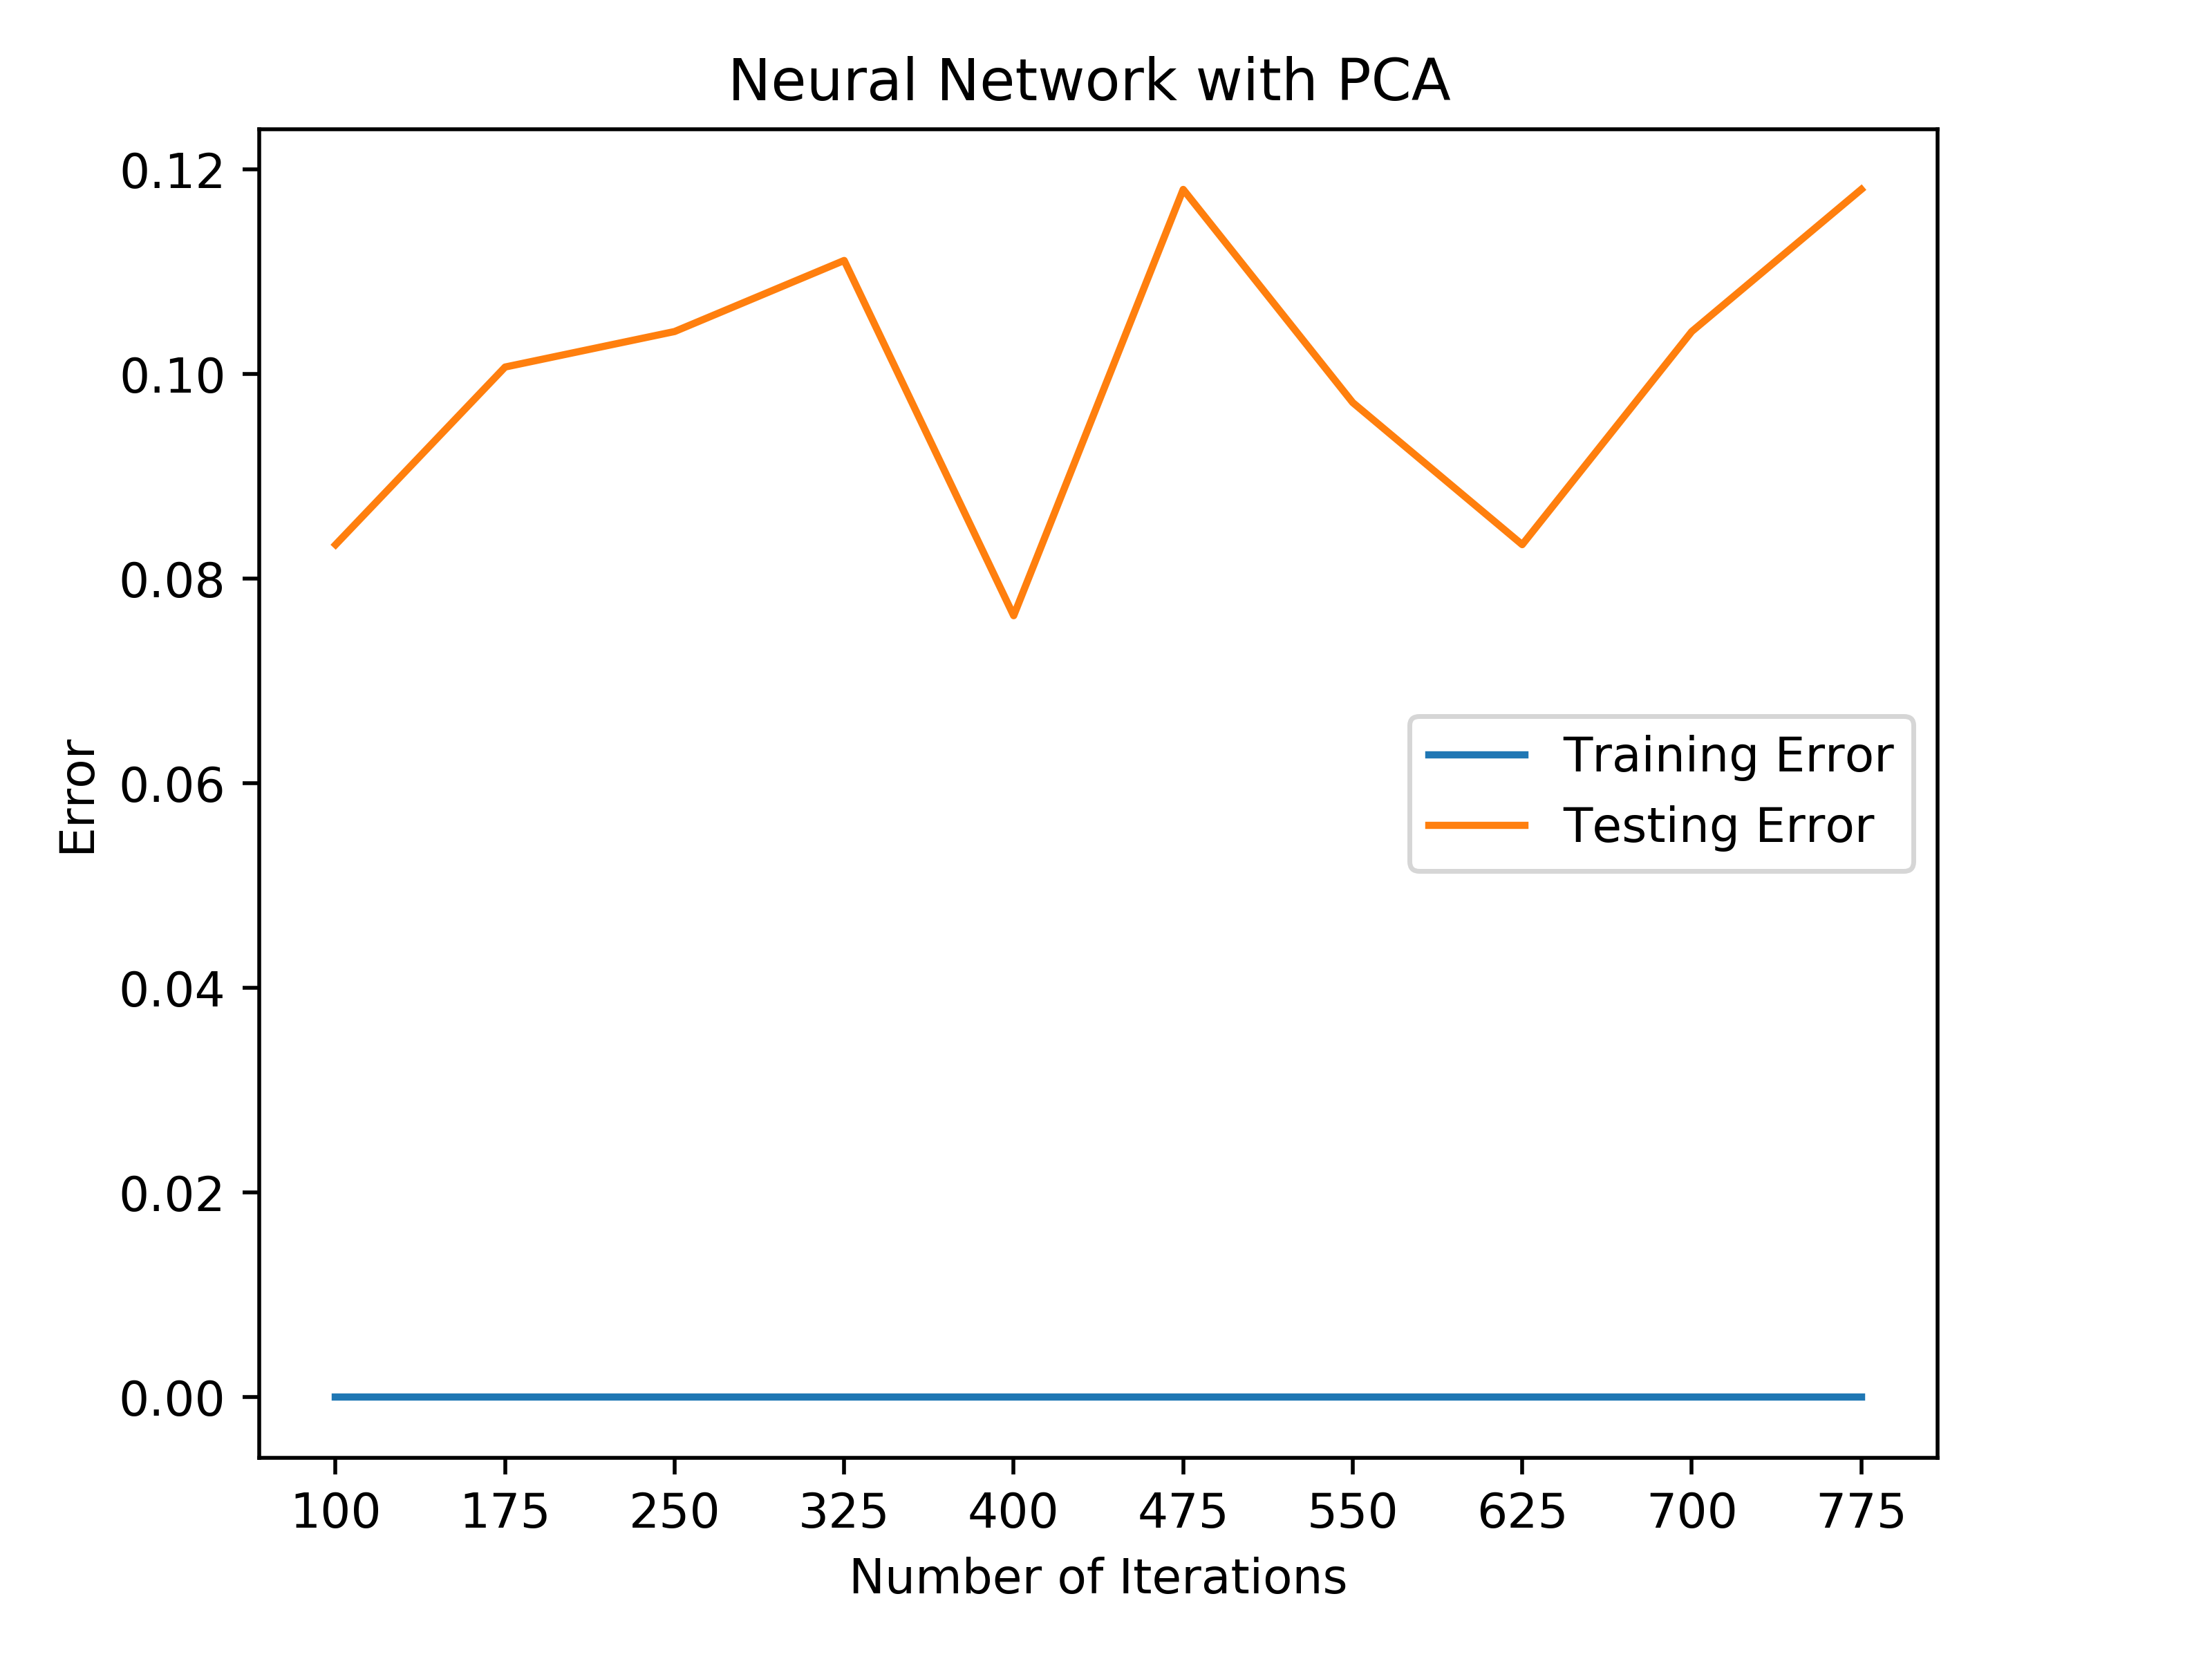 Neural Network with PCA
0.12
0.10
0.08
0.06
0.04
0.02
0.00
Error
Training Error
Testing Error
100 175 250 325 400 475 550 625 700 775
Number of Iterations